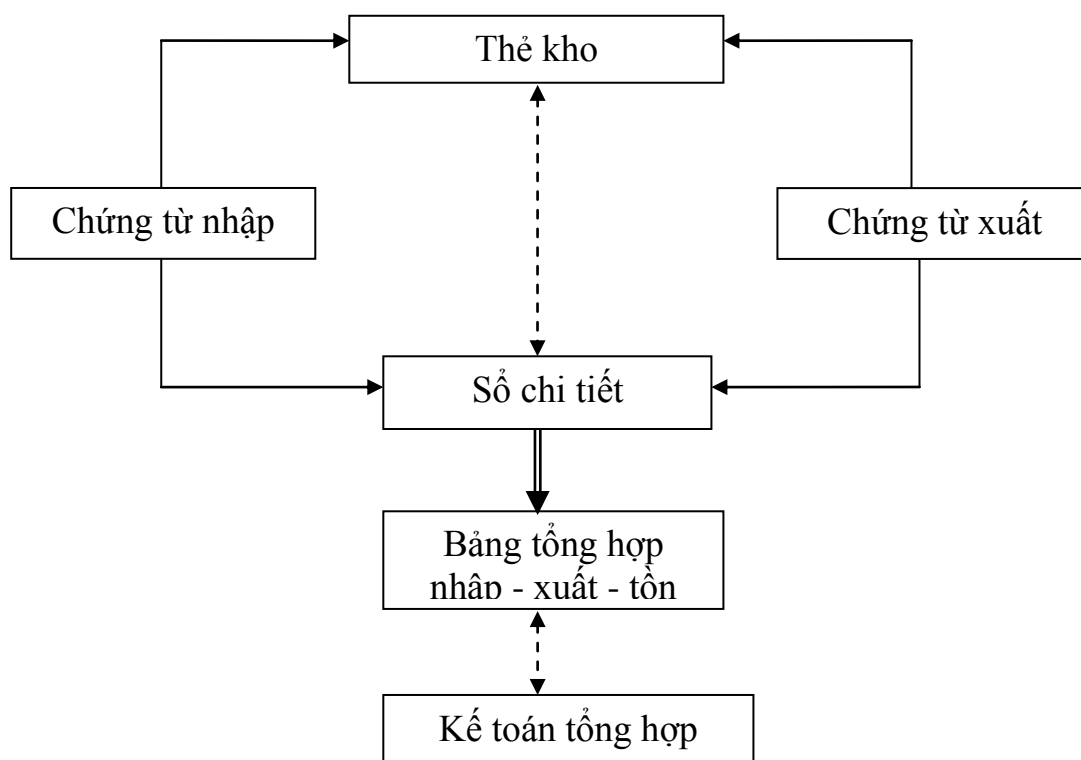 Thẻ kho
Chứng từ nhập
Chứng từ xuất
Sổ chi tiết
Bảng tổng hợp
nhập - xuất - tồn
Kế toán tổng hợp